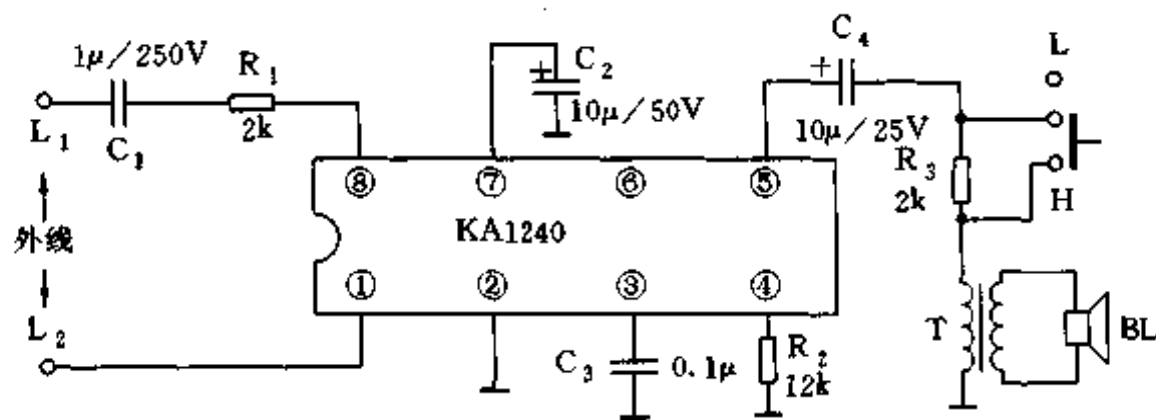 1μ/250V
R₁
2k
C₁
L₁
外线
L₂
C₂
+
10μ/50V
C₄
+
10μ/25V
L
R₃
2k
H
⑧ ⑦ ⑥ ⑤
KA1240
① ② ③ ④
C₃
0.1μ
R₂
12k
T
BL